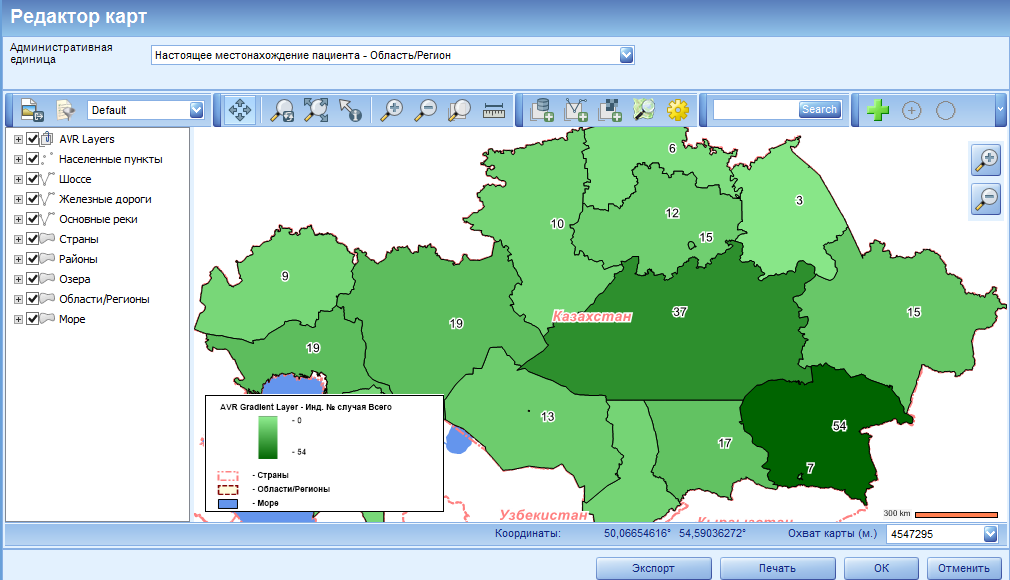 Редактор карт
Административная
единица
Настоящее местонахождение пациента - Область/Регион
Default
Search
AVR Layers
Населенные пункты
Шоссе
Железные дороги
Основные реки
Страны
Районы
Озера
Области/Регионы
Море
6
3
12
10
15
9
Казахстан
37
15
19
19
13
54
17
7
AVR Gradient Layer - Инд. № случая Всего
- 0
- 54
- Страны
- Области/Регионы
- Море
Узбекистан
Кыргызстан
300 km
Координаты: 50,06654616° 54,59036272° Охват карты (м.) 4547295
Экспорт
Печать
ОК
Отменить